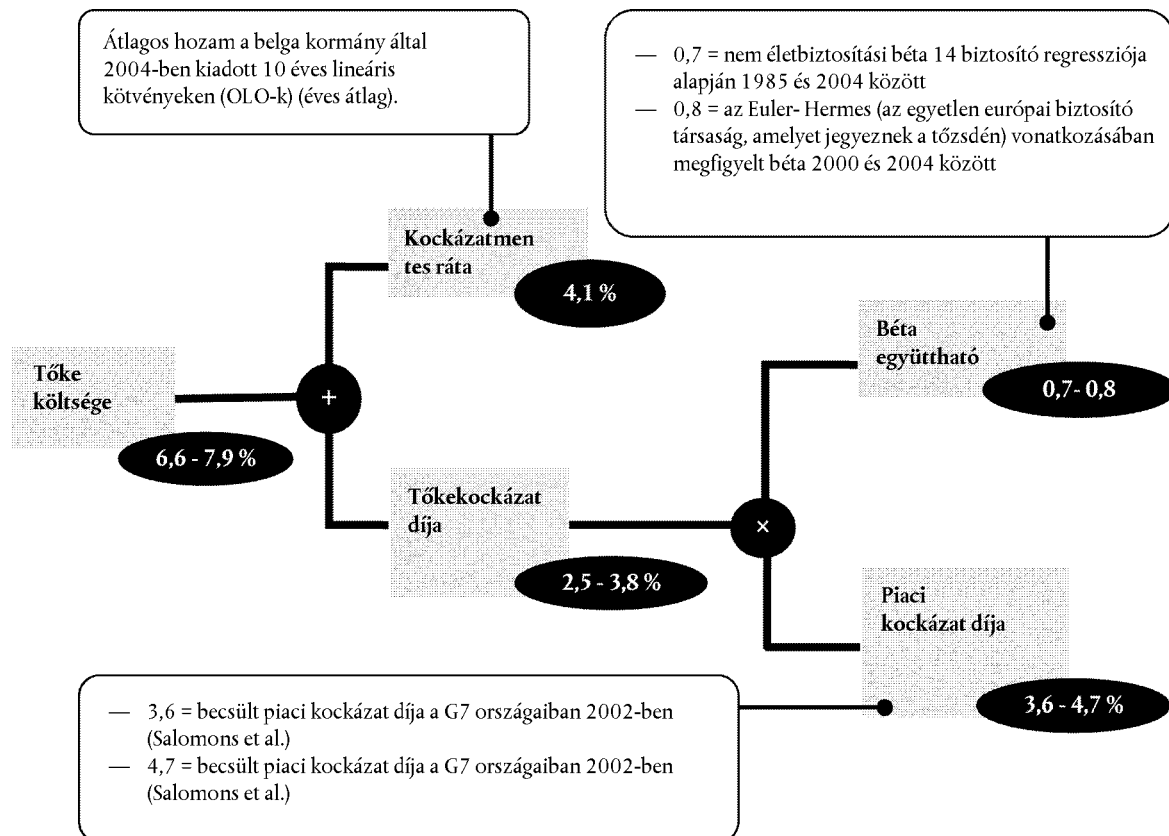 Átlagos hozam a belga kormány által
2004-ben kiadott 10 éves lineáris
kötvényeken (OLO-k) (éves átlag).
— 0,7 = nem életbiztosítási béta 14 biztosító regressziója
alapján 1985 és 2004 között
— 0,8 = az Euler- Hermes (az egyetlen európai biztosító
társaság, amelyet jegyeznek a tőzsdén) vonatkozásában
megfigyelt béta 2000 és 2004 között
Kockázatmen
tes ráta
4,1 %
Béta
együttható
0,7- 0,8
Tőke
költsége
+
6,6 - 7,9 %
Tőkekockázat
díja
×
2,5 - 3,8 %
Piaci
kockázat díja
3,6 - 4,7 %
— 3,6 = becsült piaci kockázat díja a G7 országaiban 2002-ben
(Salomons et al.)
— 4,7 = becsült piaci kockázat díja a G7 országaiban 2002-ben
(Salomons et al.)